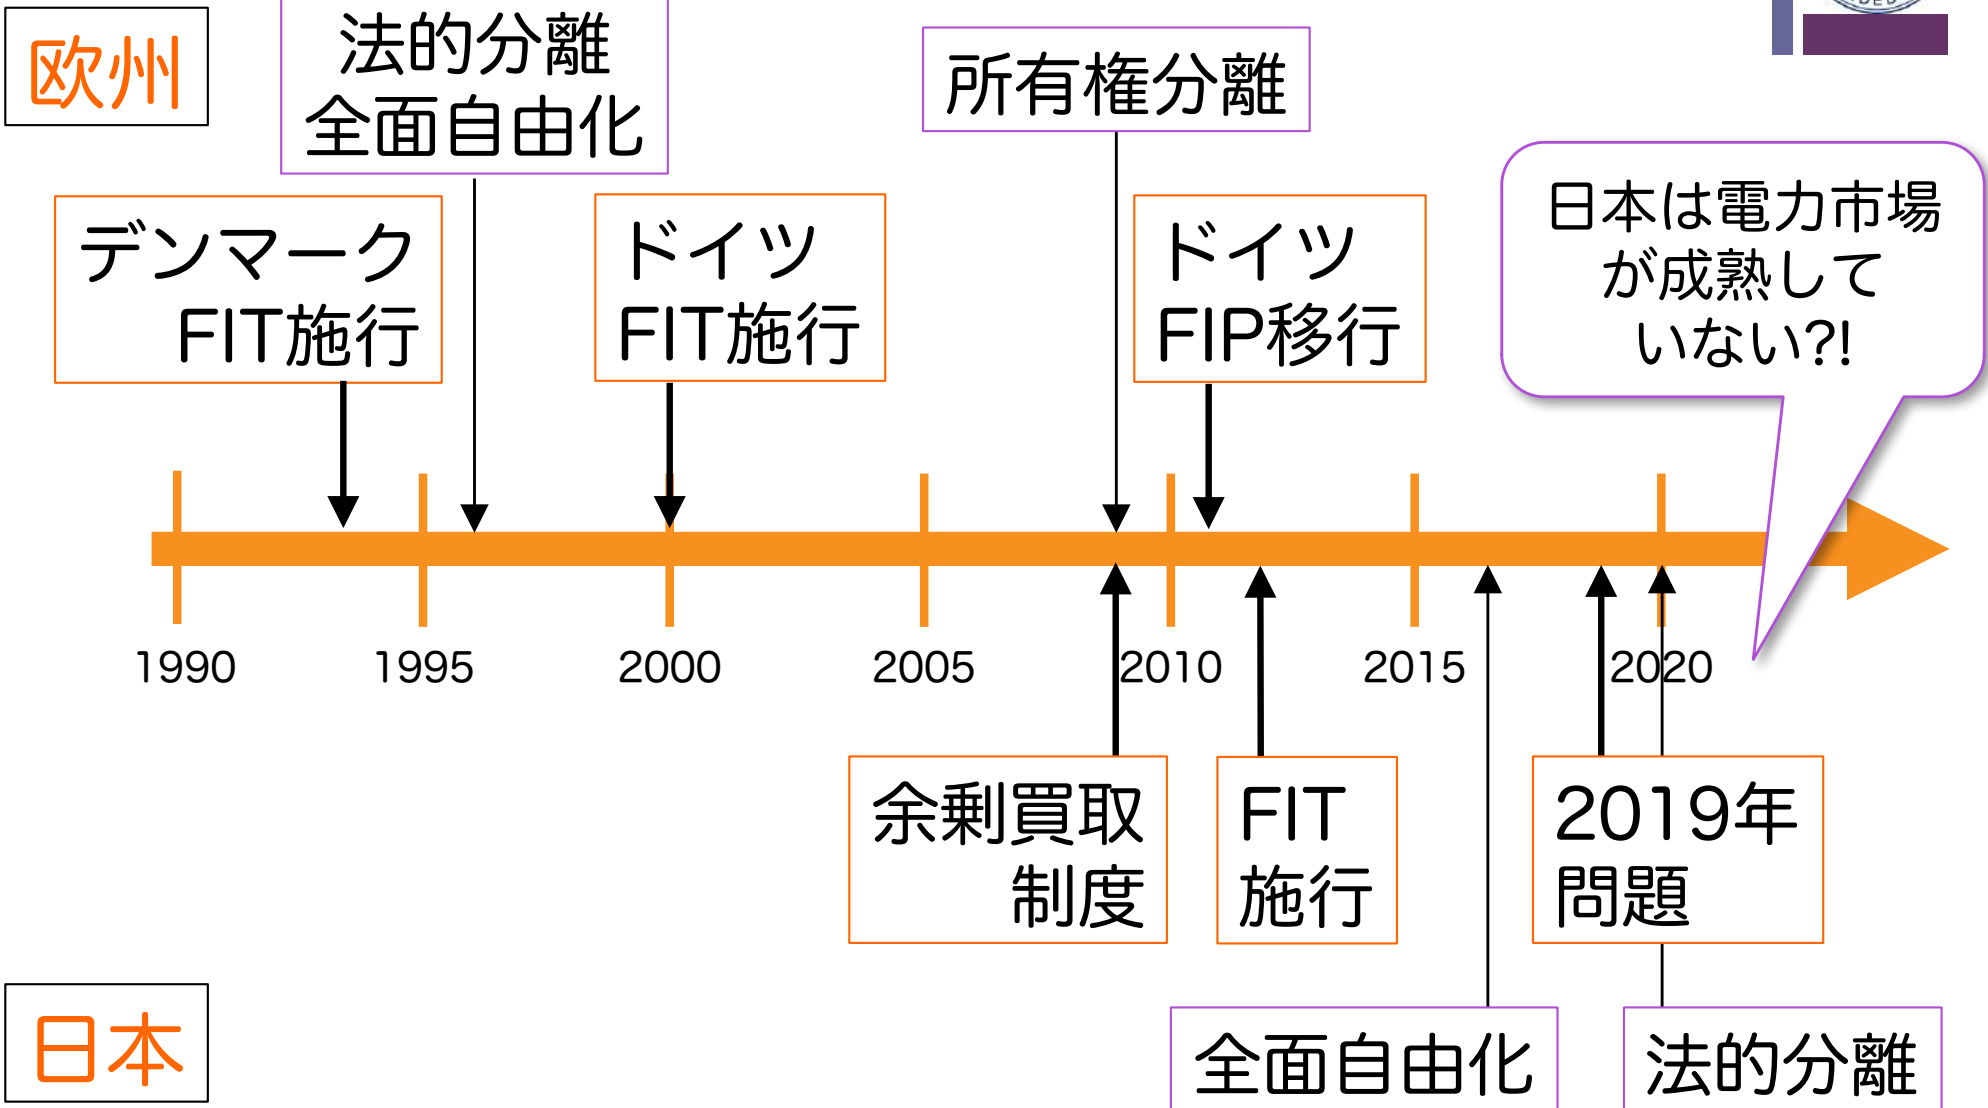 欧州
法的分離
全面自由化
所有権分離
デンマーク
FIT施行
ドイツ
FIT施行
ドイツ
FIP移行
日本は電力市場
が成熟して
いない?!
1990
1995
2000
2005
2010
2015
2020
余剰買取
制度
FIT
施行
2019年
問題
日本
全面自由化
法的分離